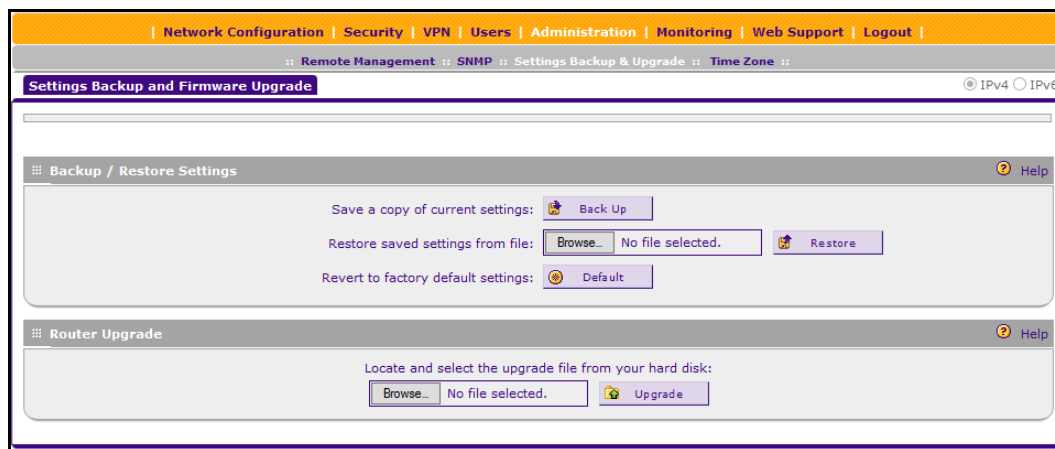 | Network Configuration | Security | VPN | Users | Administration | Monitoring | Web Support | Logout |
:: Remote Management :: SNMP :: Settings Backup & Upgrade :: Time Zone ::
Settings Backup and Firmware Upgrade IPv4 IPv6
Backup / Restore Settings Help
Save a copy of current settings: Back Up
Restore saved settings from file: Browse... No file selected. Restore
Revert to factory default settings: Default
Router Upgrade Help
Locate and select the upgrade file from your hard disk:
Browse... No file selected. Upgrade